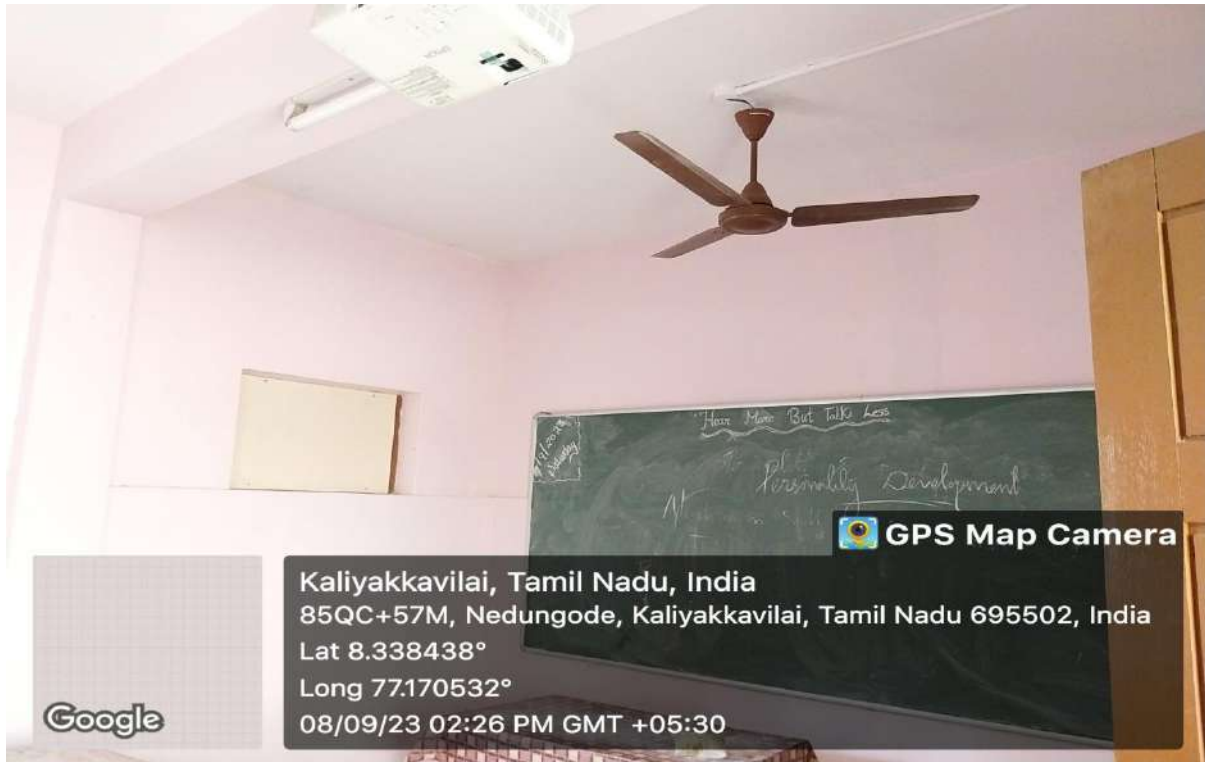 EPSON
"Hear More But Talk Less
Personality Development
GPS Map Camera
Kaliyakkavilai, Tamil Nadu, India
85QC+57M, Nedungode, Kaliyakkavilai, Tamil Nadu 695502, India
Lat 8.338438°
Long 77.170532°
08/09/23 02:26 PM GMT +05:30
Google